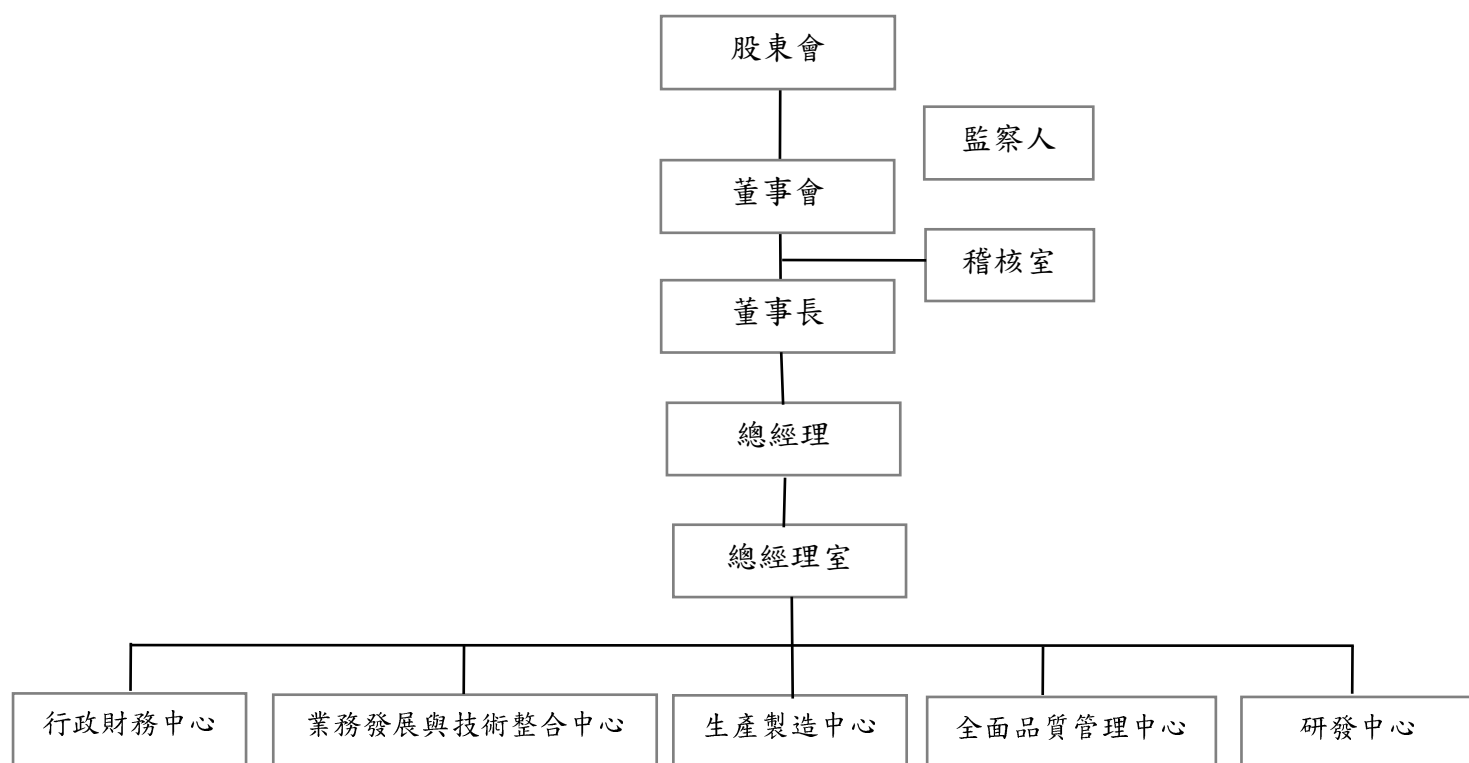 股東會
監察人
董事會
稽核室
董事長
總經理
總經理室
行政財務中心
業務發展與技術整合中心
生產製造中心
全面品質管理中心
研發中心